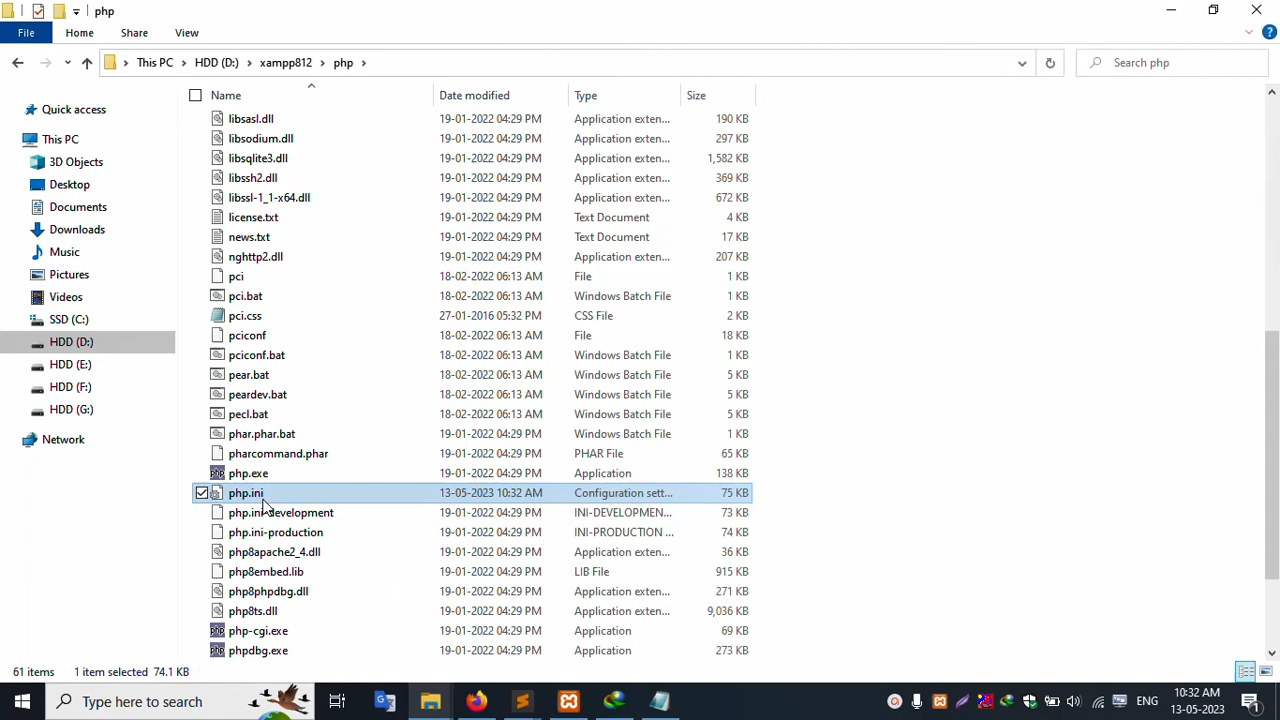 php
File
Home
Share
View
This PC
HDD (D:)
xampp812
php
Search php
Name
Date modified
Type
Size
Quick access
This PC
3D Objects
Desktop
Documents
Downloads
Music
Pictures
Videos
SSD (C:)
HDD (D:)
HDD (E:)
HDD (F:)
HDD (G:)
Network
libsasl.dll 19-01-2022 04:29 PM Application exten... 190 KB
libsodium.dll 19-01-2022 04:29 PM Application exten... 297 KB
libsqlite3.dll 19-01-2022 04:29 PM Application exten... 1,582 KB
libssh2.dll 19-01-2022 04:29 PM Application exten... 369 KB
libssl-1_1-x64.dll 19-01-2022 04:29 PM Application exten... 672 KB
license.txt 19-01-2022 04:29 PM Text Document 4 KB
news.txt 19-01-2022 04:29 PM Text Document 17 KB
nghttp2.dll 19-01-2022 04:29 PM Application exten... 207 KB
pci 18-02-2022 06:13 AM File 1 KB
pci.bat 18-02-2022 06:13 AM Windows Batch File 1 KB
pci.css 27-01-2016 05:32 PM CSS File 2 KB
pciconf 18-02-2022 06:13 AM File 18 KB
pciconf.bat 18-02-2022 06:13 AM Windows Batch File 1 KB
pear.bat 18-02-2022 06:13 AM Windows Batch File 5 KB
peardev.bat 18-02-2022 06:13 AM Windows Batch File 5 KB
pecl.bat 18-02-2022 06:13 AM Windows Batch File 5 KB
phar.phar.bat 19-01-2022 04:29 PM Windows Batch File 1 KB
pharcommand.phar 19-01-2022 04:29 PM PHAR File 65 KB
php.exe 19-01-2022 04:29 PM Application 138 KB
php.ini 13-05-2023 10:32 AM Configuration sett... 75 KB
php.ini-development 19-01-2022 04:29 PM INI-DEVELOPMEN... 73 KB
php.ini-production 19-01-2022 04:29 PM INI-PRODUCTION ... 74 KB
php8apache2_4.dll 19-01-2022 04:29 PM Application exten... 36 KB
php8embed.lib 19-01-2022 04:29 PM LIB File 915 KB
php8phpdbg.dll 19-01-2022 04:29 PM Application exten... 271 KB
php8ts.dll 19-01-2022 04:29 PM Application exten... 9,036 KB
php-cgi.exe 19-01-2022 04:29 PM Application 69 KB
phpdbg.exe 19-01-2022 04:29 PM Application 273 KB
61 items
1 item selected 74.1 KB
Type here to search
ENG
10:32 AM
13-05-2023
1